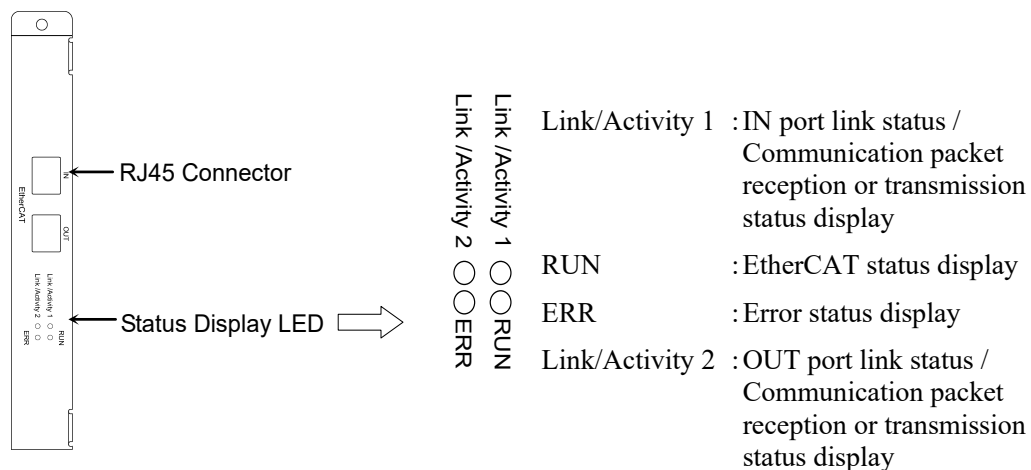 IN
RJ45 Connector
EtherCAT
OUT
Link /Activity 1
Link /Activity 2
RUN
ERR
Status Display LED
Link /Activity 1
RUN
Link /Activity 2
ERR
Link/Activity 1 :IN port link status /
Communication packet
reception or transmission
status display
RUN :EtherCAT status display
ERR :Error status display
Link/Activity 2 :OUT port link status /
Communication packet
reception or transmission
status display